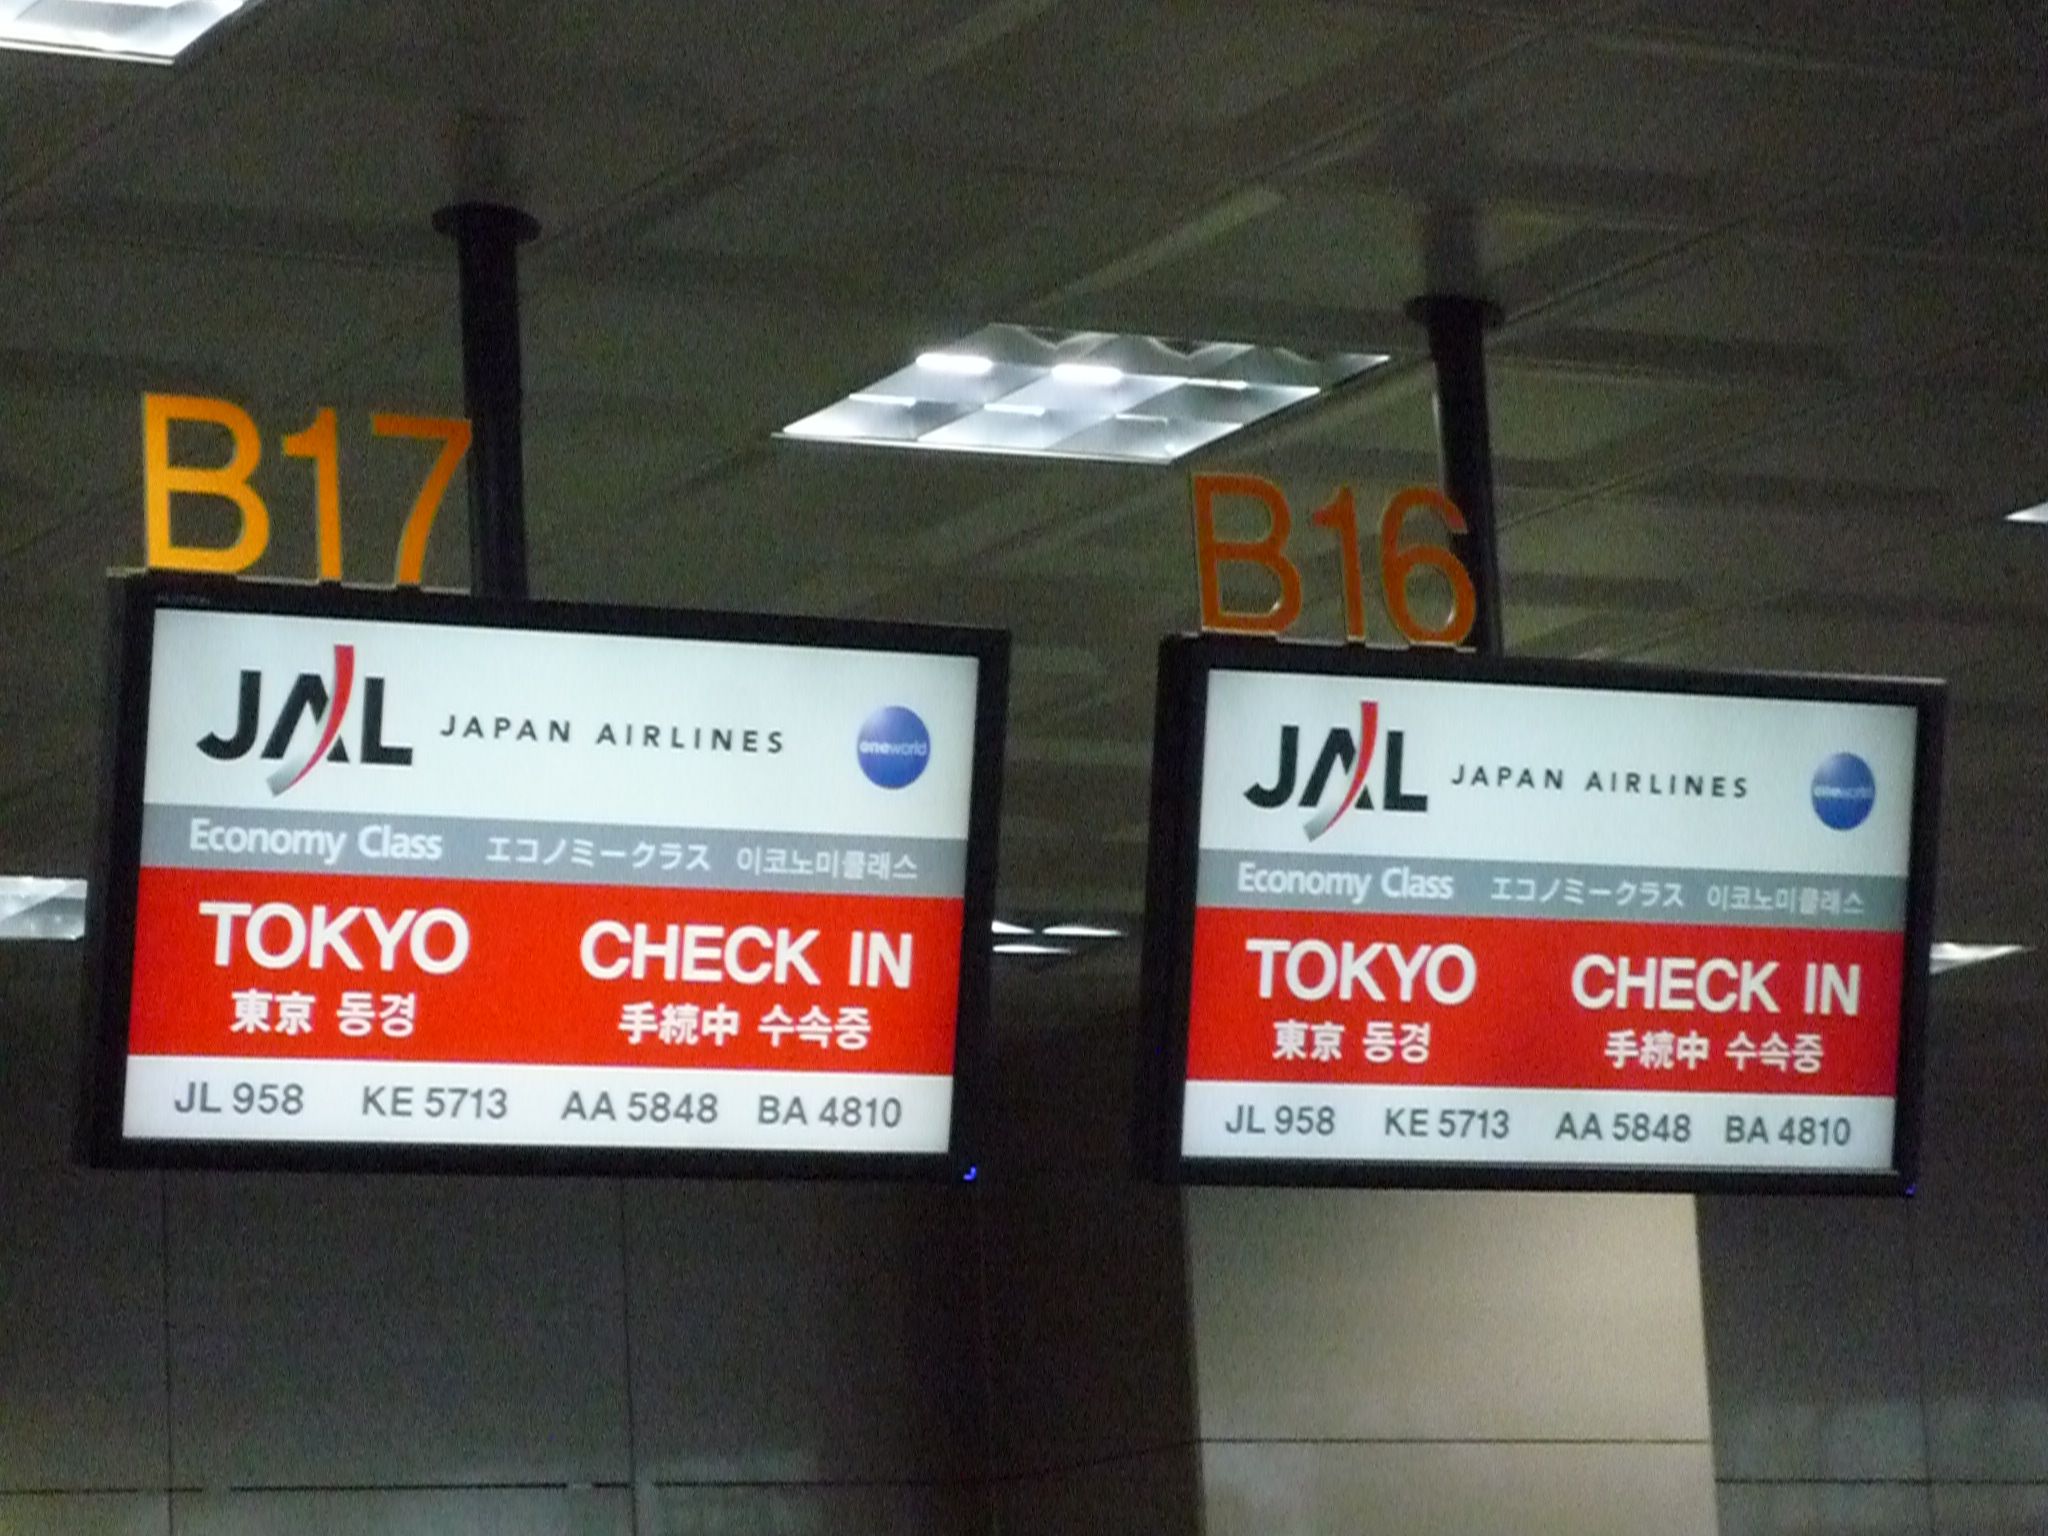 B17
JAL JAPAN AIRLINES oneworld
Economy Class エコノミークラス 이코노미클래스
TOKYO CHECK IN
東京 동경 手続中 수속중
JL 958 KE 5713 AA 5848 BA 4810
B16
JAL JAPAN AIRLINES oneworld
Economy Class エコノミークラス 이코노미클래스
TOKYO CHECK IN
東京 동경 手続中 수속중
JL 958 KE 5713 AA 5848 BA 4810